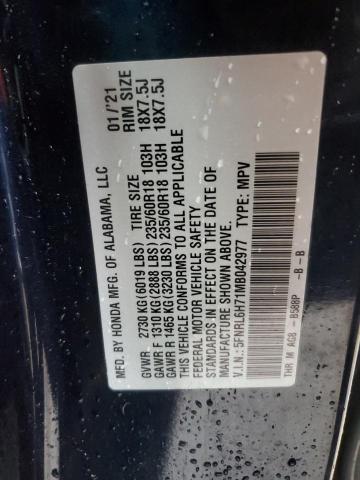 MFD. BY HONDA MFG. OF ALABAMA, LLC 01/'21
TIRE SIZE RIM SIZE
GVWR 2730 KG(6019 LBS)
GAWR F 1310 KG(2888 LBS) 235/60R18 103H 18X7.5J
GAWR R 1465 KG(3230 LBS) 235/60R18 103H 18X7.5J
THIS VEHICLE CONFORMS TO ALL APPLICABLE
FEDERAL MOTOR VEHICLE SAFETY
STANDARDS IN EFFECT ON THE DATE OF
MANUFACTURE SHOWN ABOVE.
V.I.N.: 5FNRL6H71MB042977 TYPE: MPV
THR M AG8 - B588P -B -B